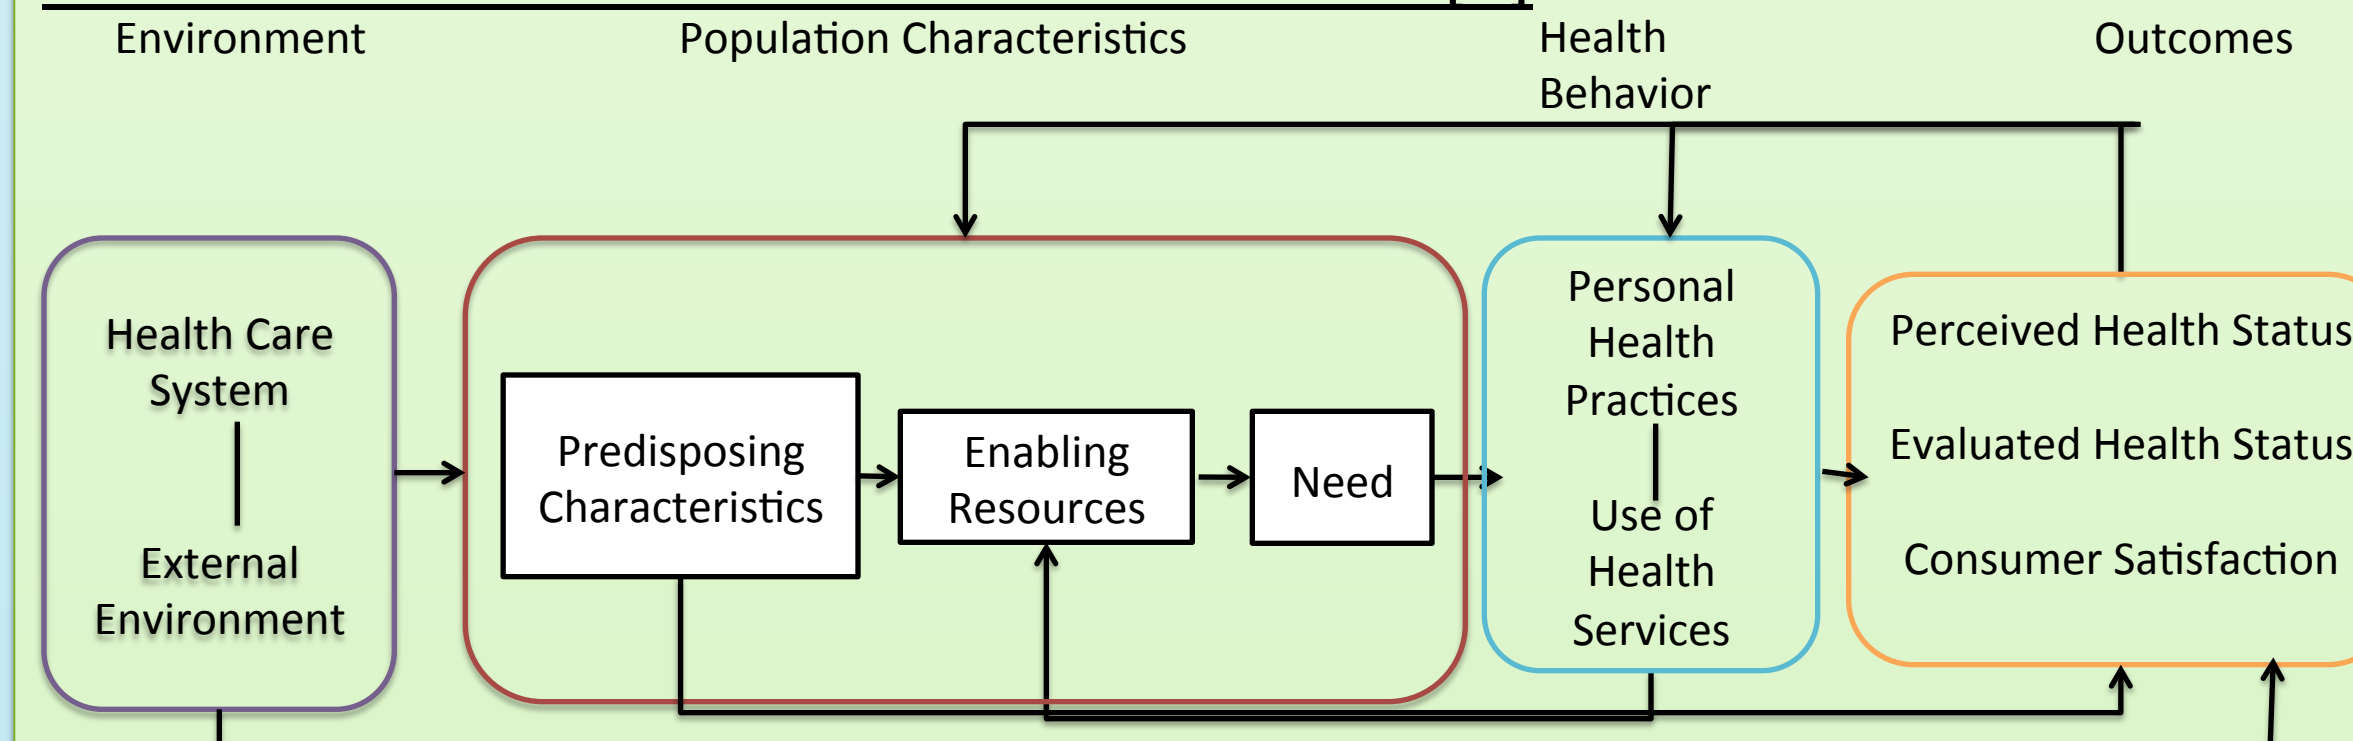 Environment
Population Characteristics
Health
Behavior
Outcomes
Health Care
System
External
Environment
Predisposing
Characteristics
Enabling
Resources
Need
Personal
Health
Practices
Use of
Health
Services
Perceived Health Status
Evaluated Health Status
Consumer Satisfaction